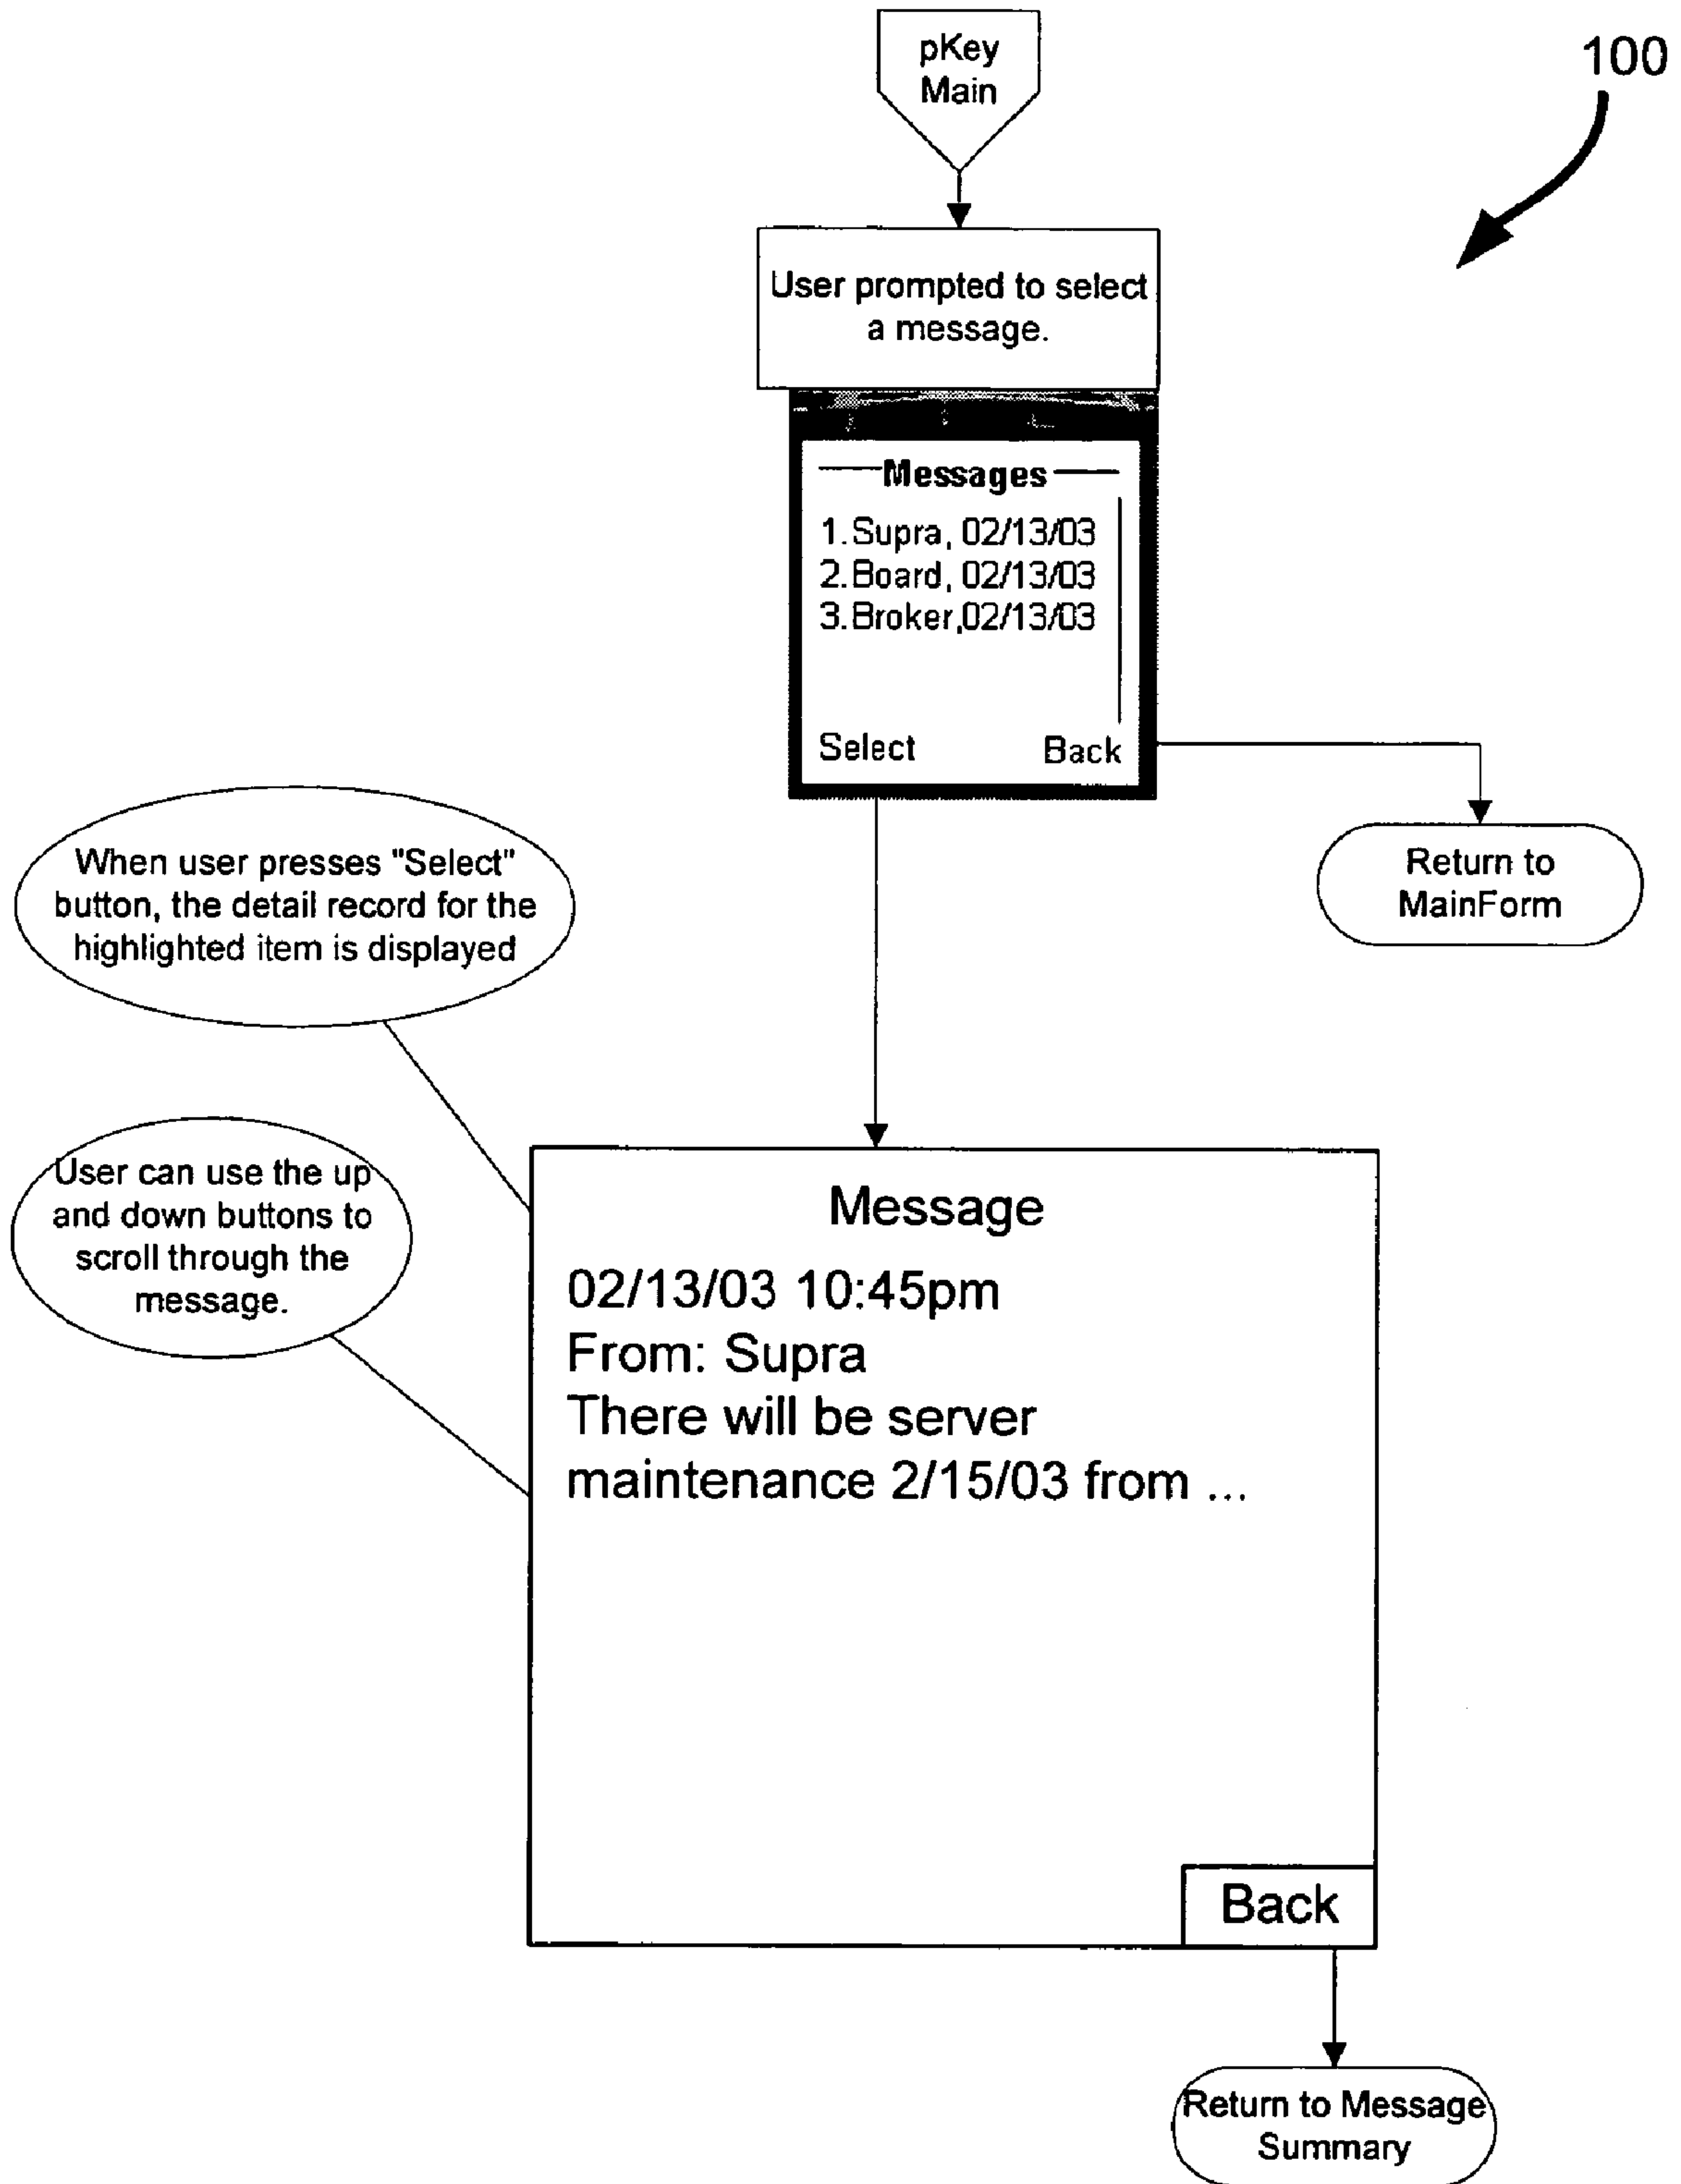 pKey
Main
100
User prompted to select
a message.
Messages
1.Supra, 02/13/03
2.Board, 02/13/03
3.Broker,02/13/03
Select Back
Return to
MainForm
When user presses "Select"
button, the detail record for the
highlighted item is displayed
User can use the up
and down buttons to
scroll through the
message.
Message
02/13/03 10:45pm
From: Supra
There will be server
maintenance 2/15/03 from ...
Back
Return to Message
Summary